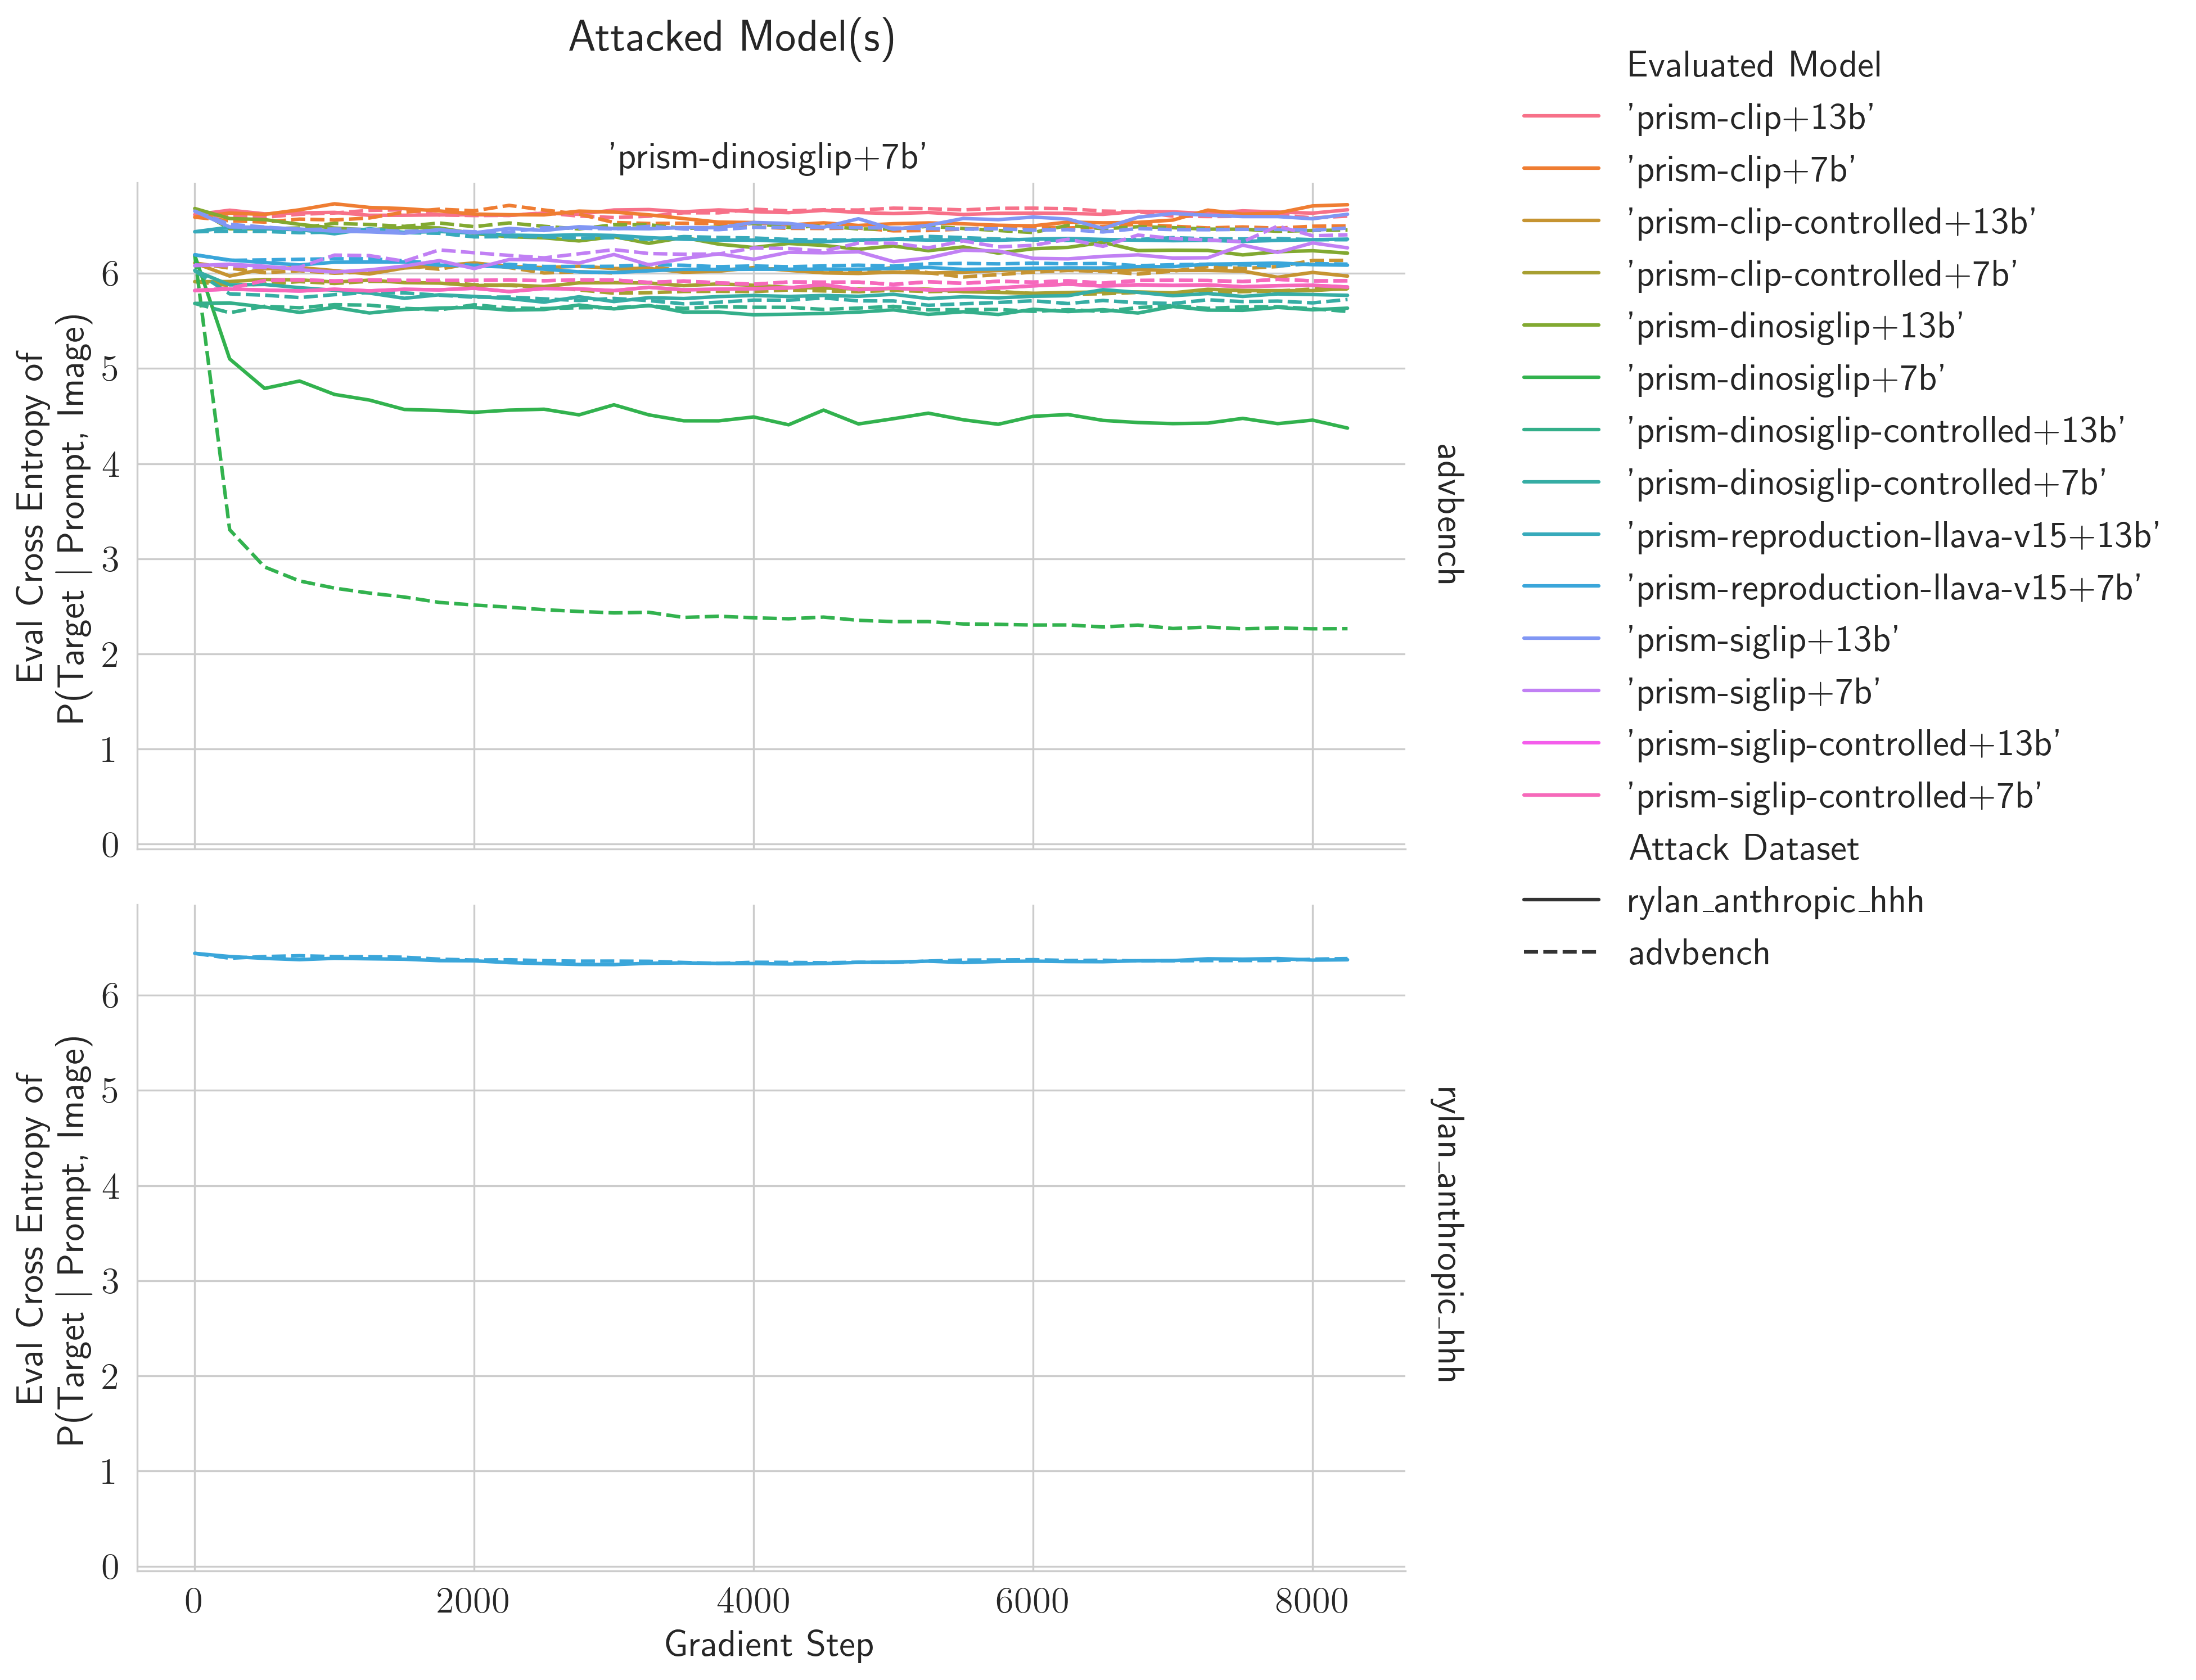 Attacked Model(s)
'prism-dinosiglip+7b'
Eval Cross Entropy of
P(Target | Prompt, Image)
6
5
4
3
2
1
0
advbench
Eval Cross Entropy of
P(Target | Prompt, Image)
6
5
4
3
2
1
0
rylan_anthropic_hhh
0
2000
4000
6000
8000
Gradient Step
Evaluated Model
'prism-clip+13b'
'prism-clip+7b'
'prism-clip-controlled+13b'
'prism-clip-controlled+7b'
'prism-dinosiglip+13b'
'prism-dinosiglip+7b'
'prism-dinosiglip-controlled+13b'
'prism-dinosiglip-controlled+7b'
'prism-reproduction-llava-v15+13b'
'prism-reproduction-llava-v15+7b'
'prism-siglip+13b'
'prism-siglip+7b'
'prism-siglip-controlled+13b'
'prism-siglip-controlled+7b'
Attack Dataset
rylan_anthropic_hhh
advbench